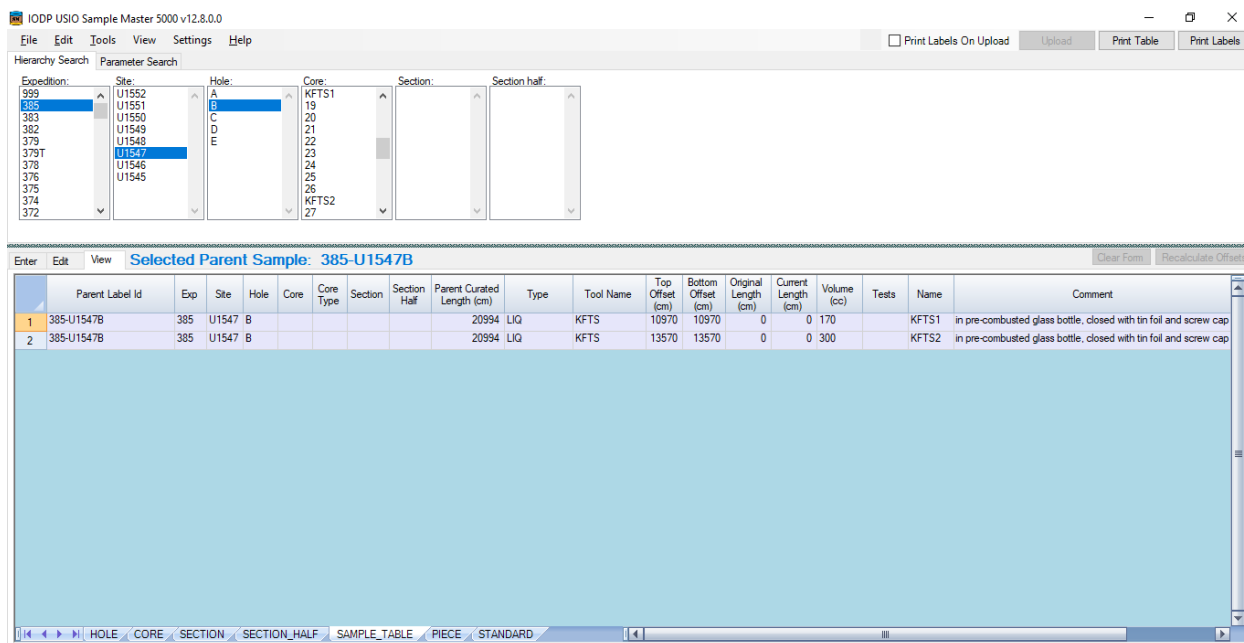 IODP USIO Sample Master 5000 v12.8.0.0
File Edit Tools View Settings Help
Print Labels On Upload Upload Print Table Print Labels
Hierarchy Search Parameter Search
Expedition: Site: Hole: Core: Section: Section half:
999 U1552 A KFTS1
385 U1551 B 19
383 U1550 C 20
382 U1549 D 21
379 U1548 E 22
379T U1547 23
378 U1546 24
376 U1545 25
375 26
374 KFTS2
372 27
Enter Edit View Selected Parent Sample: 385-U1547B Clear Form Recalculate Offsets
Parent Label Id Exp Site Hole Core Core Type Section Section Half Parent Curated Length (cm) Type Tool Name Top Offset (cm) Bottom Offset (cm) Original Length (cm) Current Length (cm) Volume (cc) Tests Name Comment
1 385-U1547B 385 U1547 B 20994 LIQ KFTS 10970 10970 0 0 170 KFTS1 in pre-combusted glass bottle, closed with tin foil and screw cap
2 385-U1547B 385 U1547 B 20994 LIQ KFTS 13570 13570 0 0 300 KFTS2 in pre-combusted glass bottle, closed with tin foil and screw cap
HOLE CORE SECTION SECTION_HALF SAMPLE_TABLE PIECE STANDARD